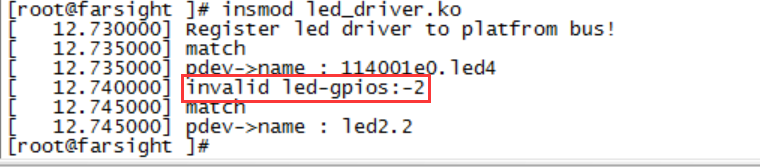 [root@farsight ]# insmod led_driver.ko
[   12.730000] Register led driver to platfrom bus!
[   12.735000] match
[   12.735000] pdev->name : 114001e0.led4
[   12.740000] invalid led-gpios:-2
[   12.745000] match
[   12.745000] pdev->name : led2.2
[root@farsight ]#